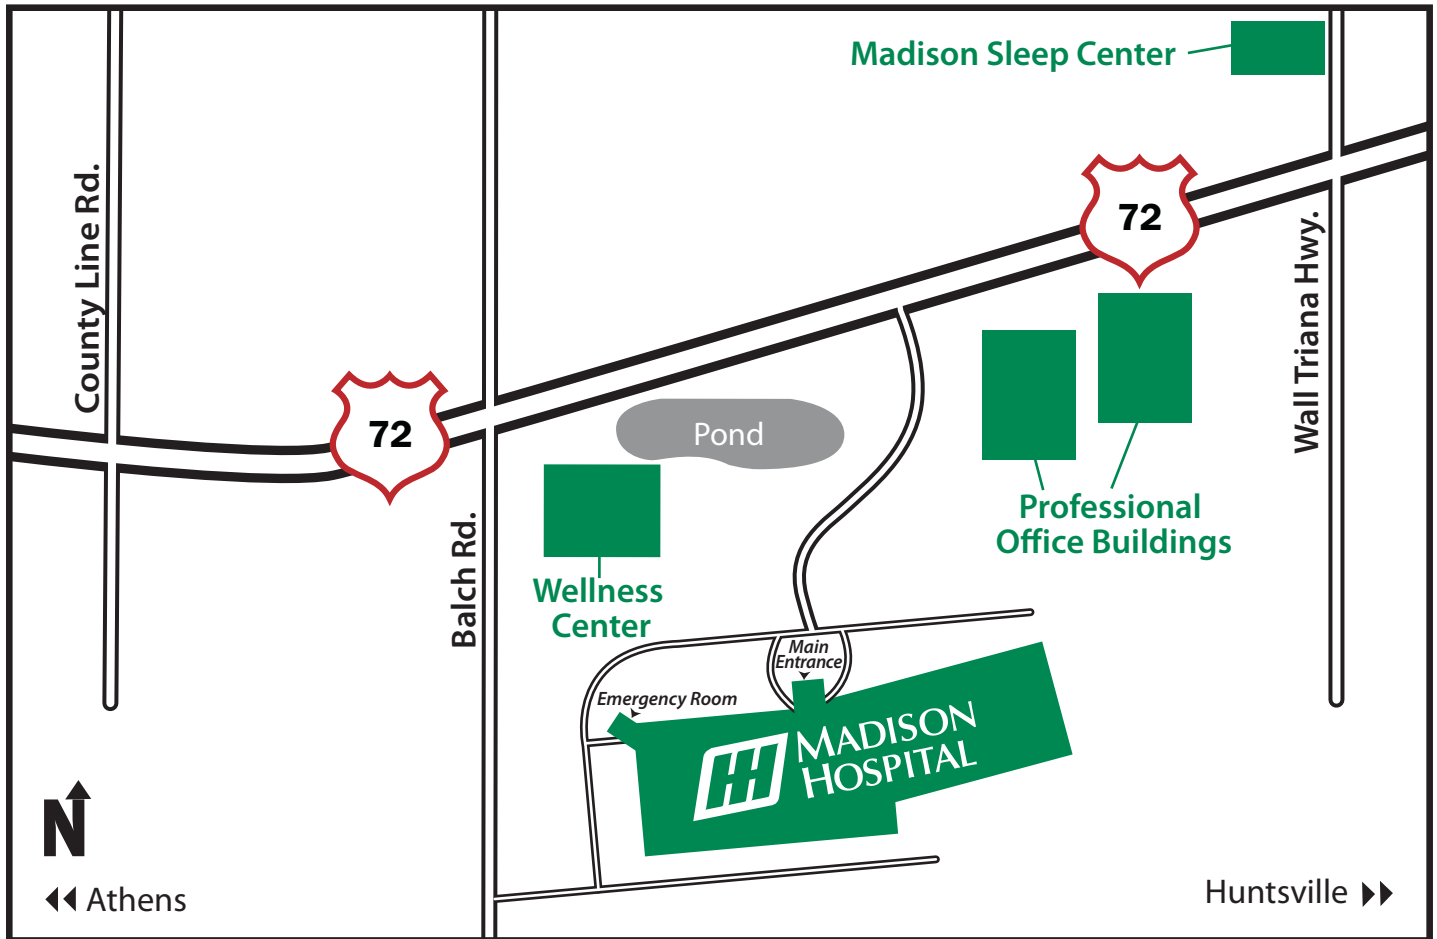 Madison Sleep Center
County Line Rd.
72
Wall Triana Hwy.
72
Pond
Professional
Office Buildings
Balch Rd.
Wellness
Center
Main
Entrance
Emergency Room
MADISON
HOSPITAL
N
Athens
Huntsville